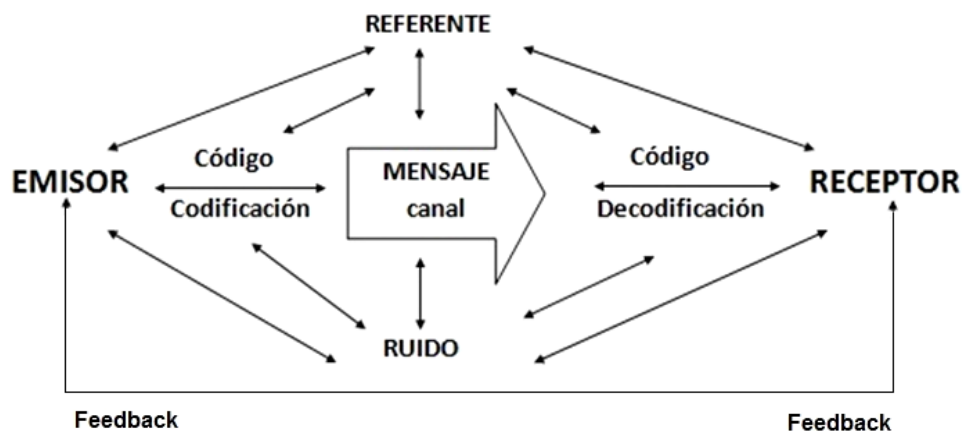 REFERENTE
Código
Codificación
EMISOR
MENSAJE
canal
Código
Decodificación
RECEPTOR
RUIDO
Feedback
Feedback